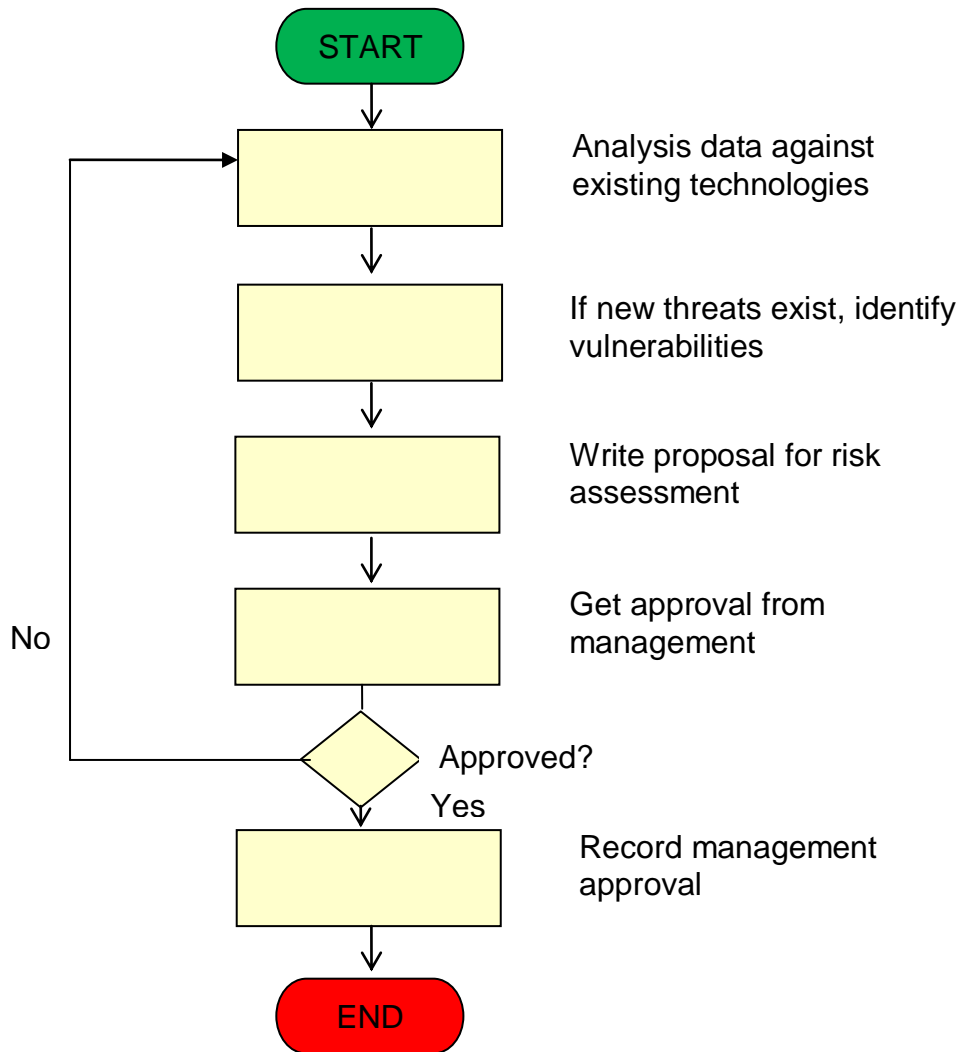 START
Analysis data against
existing technologies
If new threats exist, identify
vulnerabilities
Write proposal for risk
assessment
Get approval from
management
No
Approved?
Yes
Record management
approval
END